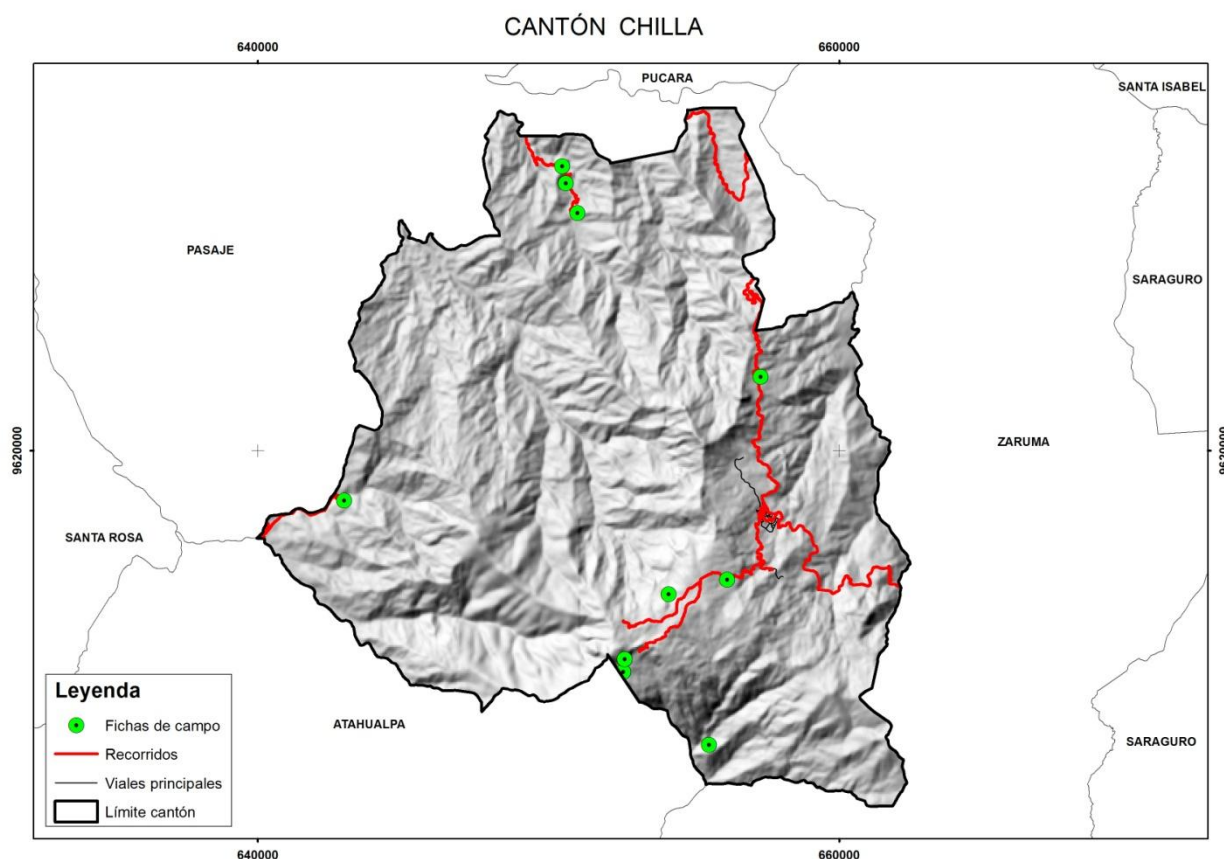 CANTÓN CHILLA
640000
660000
PUCARA
SANTA ISABEL
PASAJE
SARAGURO
9620000
ZARUMA
9620000
SANTA ROSA
Leyenda
Fichas de campo
Recorridos
Viales principales
Límite cantón
ATAHUALPA
SARAGURO
640000
660000